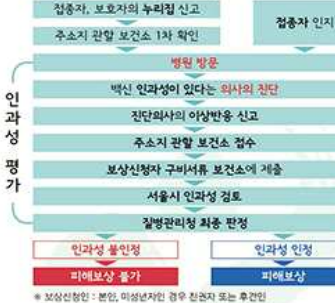 접종자, 보호자의 누리집 신고
접종자 인지
주소지 관할 보건소 1차 확인
병원 방문
백신 인과성이 있다는 의사의 진단
진단의사의 이상반응 신고
주소지 관할 보건소 접수
보상신청자 구비서류 보건소에 제출
서울시 인과성 검토
질병관리청 최종 판정
인과성 평가
인과성 불인정
인과성 인정
피해보상 불가
피해보상
※ 보상신청인 : 본인, 미성년자인 경우 친권자 또는 후견인